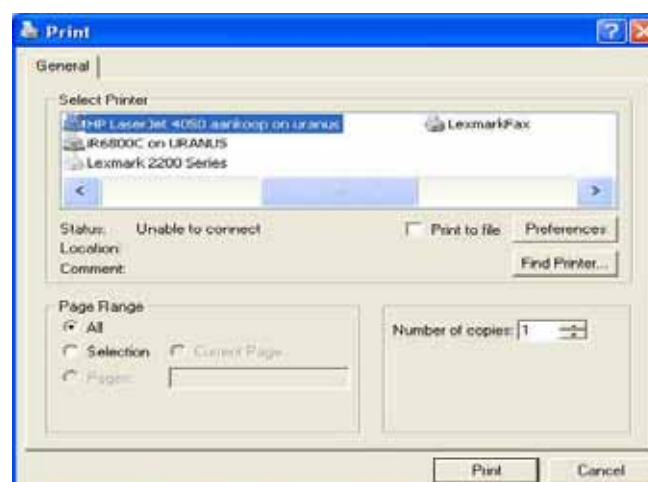 Print
General
Select Printer
HP LaserJet 4050 aankoop on uranus
LexmarkFax
iR6800C on URANUS
Lexmark 2200 Series
Status: Unable to connect
Print to file
Preferences
Location:
Comment:
Find Printer...
Page Range
All
Selection
Current Page
Pages:
Number of copies: 1
Print
Cancel